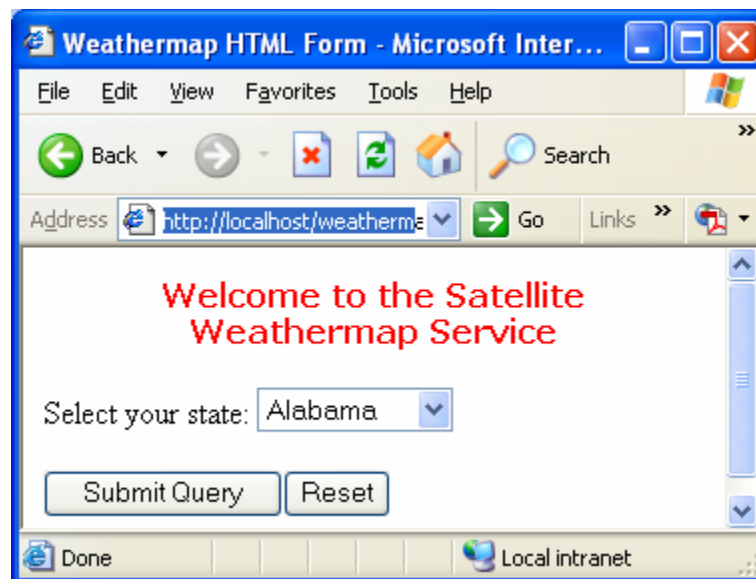 Weathermap HTML Form - Microsoft Inter...
File Edit View Favorites Tools Help
Back Search »
Address http://localhost/weatherma Go Links »
Welcome to the Satellite
Weathermap Service
Select your state: Alabama
Submit Query Reset
Done Local intranet